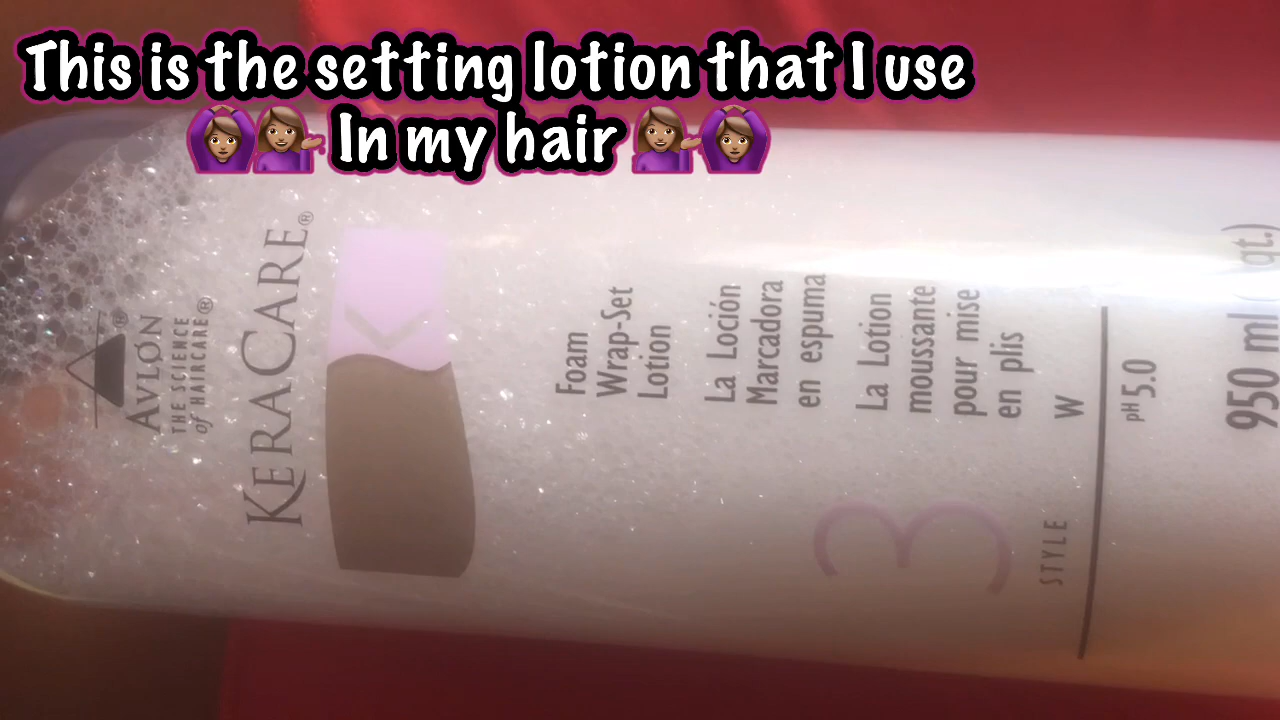 This is the setting lotion that I use
🙆🏽💁🏽 In my hair 💁🏽🙆🏽
AVLON®
THE SCIENCE
of HAIRCARE®
KERACARE®
Foam
Wrap-Set
Lotion
La Loción
Marcadora
en espuma
La Lotion
moussante
pour mise
en plis
W
3
STYLE
pH 5.0
950 ml ( qt.)